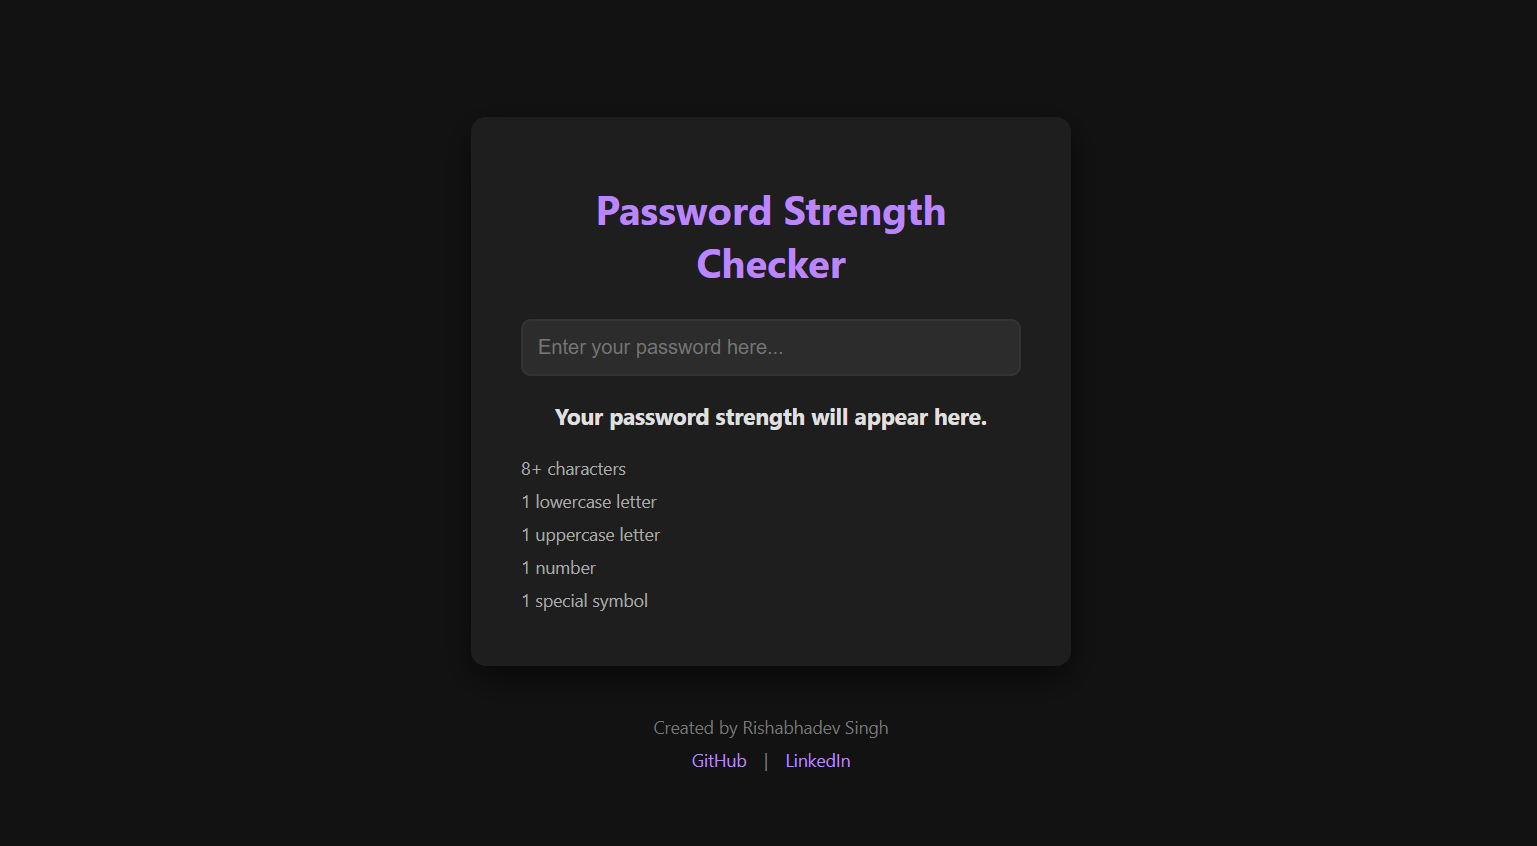 Password Strength
Checker
Enter your password here...
Your password strength will appear here.
8+ characters
1 lowercase letter
1 uppercase letter
1 number
1 special symbol
Created by Rishabhadev Singh
GitHub | LinkedIn